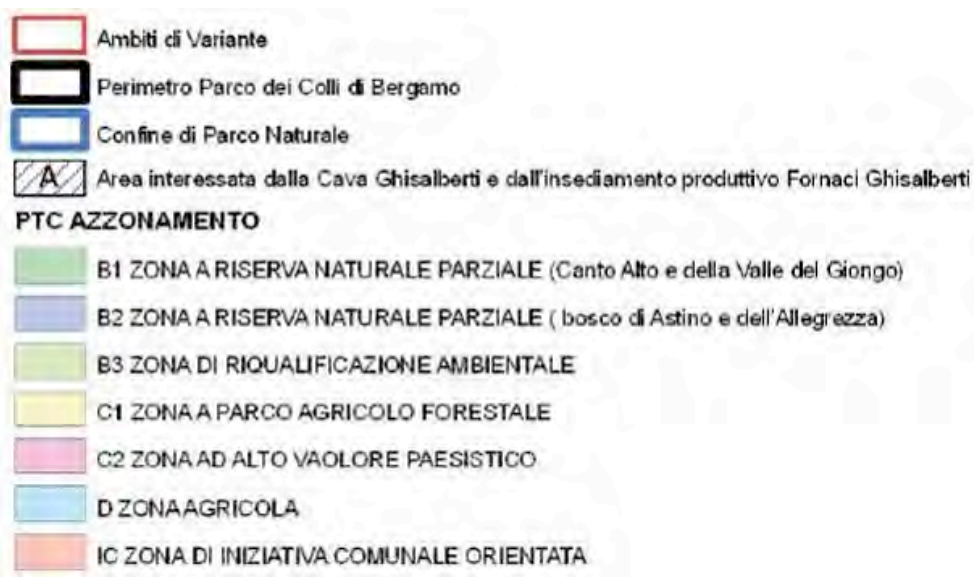 Ambiti di Variante
Perimetro Parco dei Colli di Bergamo
Confine di Parco Naturale
A Area interessata dalla Cava Ghisalberti e dall'insediamento produttivo Fornaci Ghisalberti
PTC AZZONAMENTO
B1 ZONA A RISERVA NATURALE PARZIALE (Canto Alto e della Valle del Giongo)
B2 ZONA A RISERVA NATURALE PARZIALE ( bosco di Astino e dell'Allegrezza)
B3 ZONA DI RIQUALIFICAZIONE AMBIENTALE
C1 ZONA A PARCO AGRICOLO FORESTALE
C2 ZONA AD ALTO VAOLORE PAESISTICO
D ZONA AGRICOLA
IC ZONA DI INIZIATIVA COMUNALE ORIENTATA